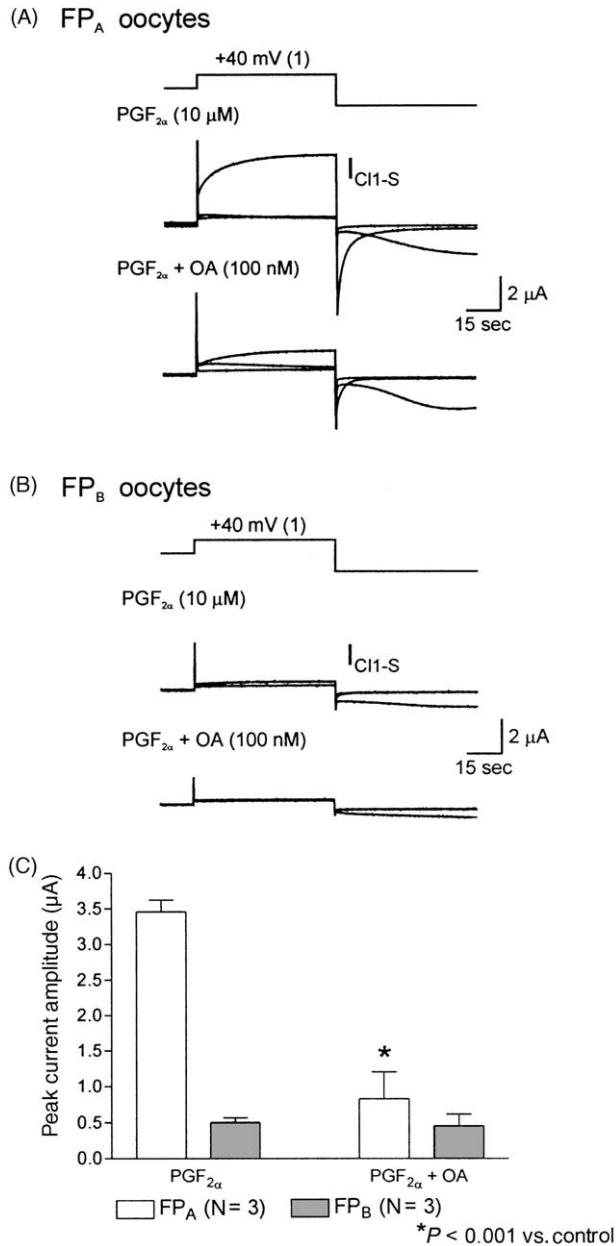 (A) FPA oocytes
+40 mV (1)
PGF2α (10 μM)
ICl1-S
PGF2α + OA (100 nM)
2 μA
15 sec
(B) FPB oocytes
+40 mV (1)
PGF2α (10 μM)
ICl1-S
PGF2α + OA (100 nM)
2 μA
15 sec
(C)
Peak current amplitude (μA)
4.0
3.5
3.0
2.5
2.0
1.5
1.0
0.5
0.0
*
PGF2α PGF2α + OA
FPA (N = 3) FPB (N = 3)
*P < 0.001 vs. control